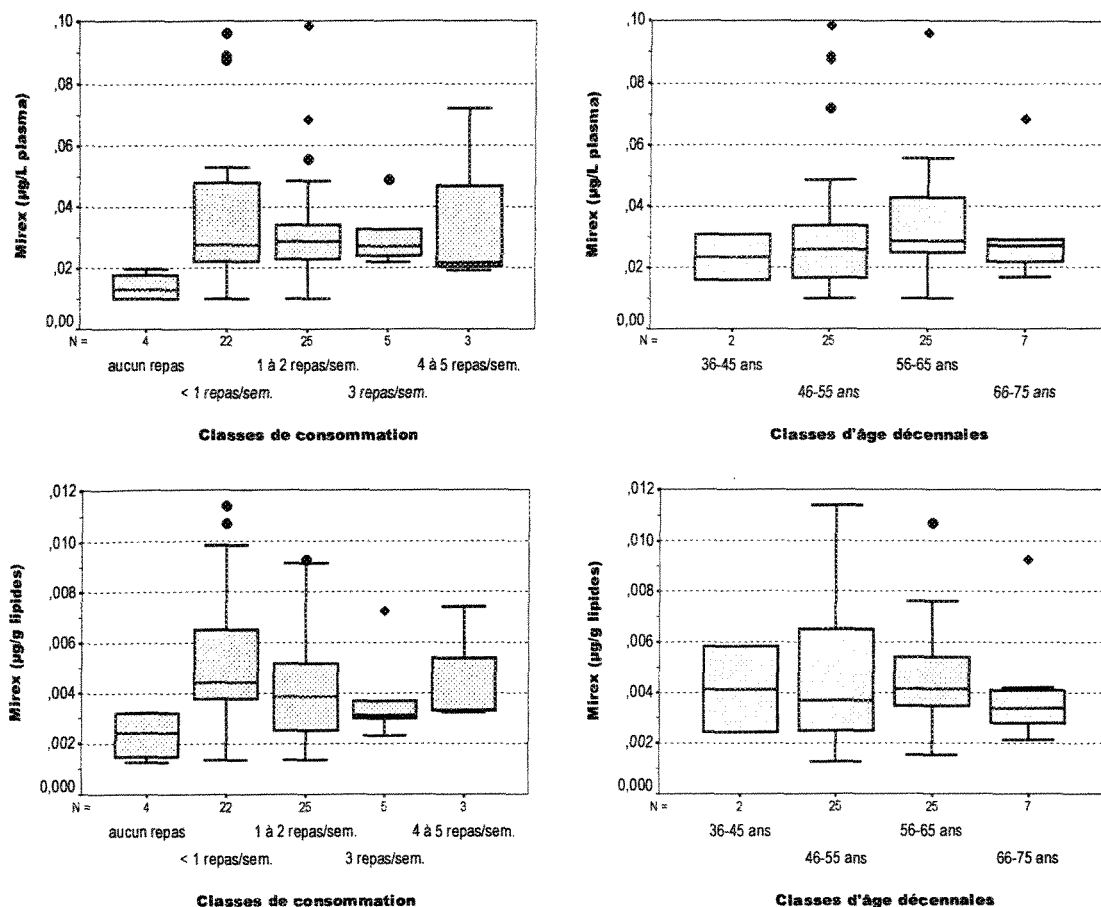 ,10
,08
,06
,04
,02
0,00
Mirex (µg/L plasma)
N = 4 22 25 5 3
aucun repas 1 à 2 repas/sem. 4 à 5 repas/sem.
< 1 repas/sem. 3 repas/sem.
Classes de consommation
,10
,08
,06
,04
,02
0,00
Mirex (µg/L plasma)
N = 2 25 25 7
36-45 ans 56-65 ans
46-55 ans 66-75 ans
Classes d'âge décennaies
,012
,010
,008
,006
,004
,002
0,000
Mirex (µg/g lipides)
N = 4 22 25 5 3
aucun repas 1 à 2 repas/sem. 4 à 5 repas/sem.
< 1 repas/sem. 3 repas/sem.
Classes de consommation
,012
,010
,008
,006
,004
,002
0,000
Mirex (µg/g lipides)
N = 2 25 25 7
36-45 ans 56-65 ans
46-55 ans 66-75 ans
Classes d'âge décennaies